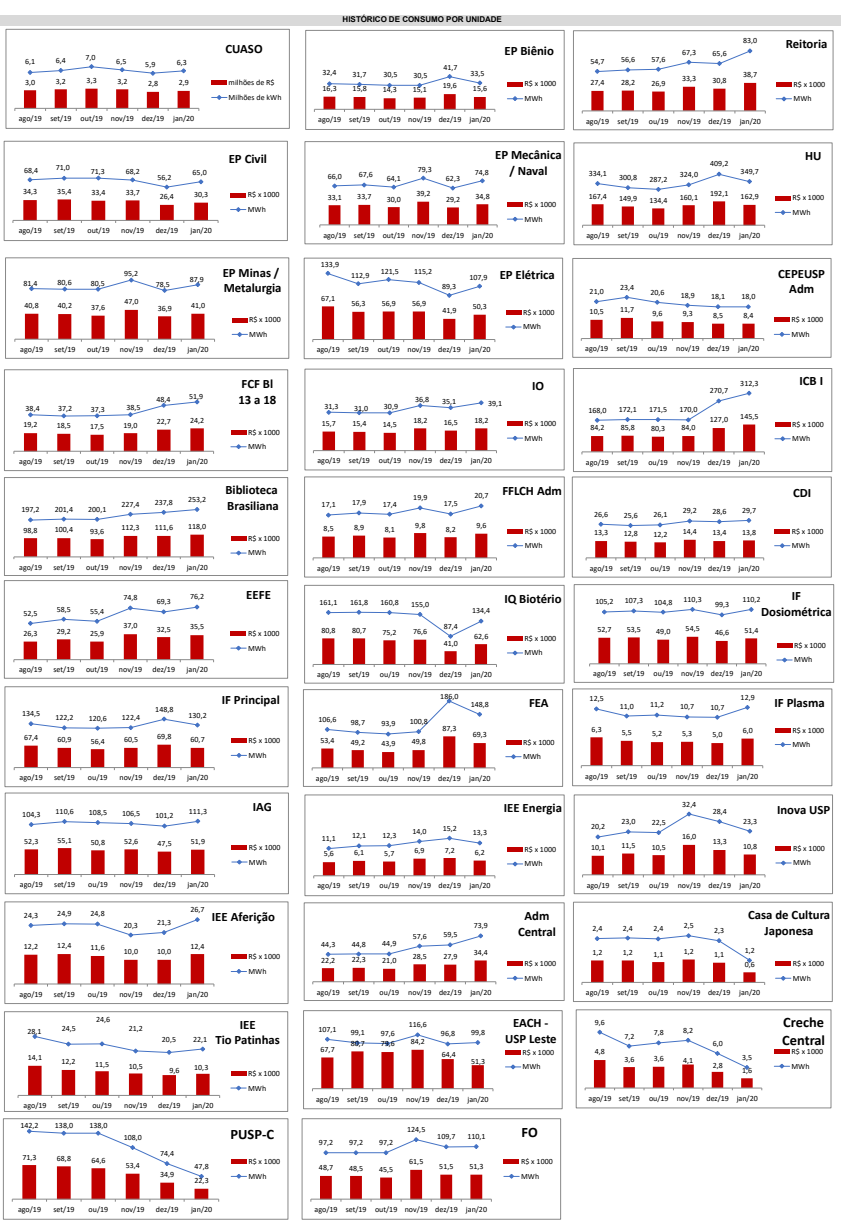 HISTÓRICO DE CONSUMO POR UNIDADE
CUASO
6,1 6,4 7,0 6,5 5,9 6,3
3,0 3,2 3,3 3,2 2,8 2,9
milhões de R$
Milhões de kWh
ago/19 set/19 out/19 nov/19 dez/19 jan/20
EP Biênio
32,4 31,7 30,5 30,5 41,7 33,5
16,3 15,8 14,3 15,1 19,6 15,6
R$ x 1000
MWh
ago/19 set/19 out/19 nov/19 dez/19 jan/20
Reitoria
54,7 56,6 57,6 67,3 65,6 83,0
27,4 28,2 26,9 33,3 30,8 38,7
R$ x 1000
MWh
ago/19 set/19 out/19 nov/19 dez/19 jan/20
EP Civil
68,4 71,0 71,3 68,2 56,2 65,0
34,3 35,4 33,4 33,7 26,4 30,3
R$ x 1000
MWh
ago/19 set/19 out/19 nov/19 dez/19 jan/20
EP Mecânica
/ Naval
66,0 67,6 64,1 79,3 62,3 74,8
33,1 33,7 30,0 39,2 29,2 34,8
R$ x 1000
MWh
ago/19 set/19 out/19 nov/19 dez/19 jan/20
HU
334,1 300,8 287,2 324,0 409,2 349,7
167,4 149,9 134,4 160,1 192,1 162,9
R$ x 1000
MWh
ago/19 set/19 out/19 nov/19 dez/19 jan/20
EP Minas /
Metalurgia
81,4 80,6 80,5 95,2 78,5 87,9
40,8 40,2 37,6 47,0 36,9 41,0
R$ x 1000
MWh
ago/19 set/19 out/19 nov/19 dez/19 jan/20
EP Elétrica
133,9 112,9 121,5 115,2 89,3 107,9
67,1 56,3 56,9 56,9 41,9 50,3
R$ x 1000
MWh
ago/19 set/19 out/19 nov/19 dez/19 jan/20
CEPEUSP
Adm
21,0 23,4 20,6 18,9 18,1 18,0
10,5 11,7 9,6 9,3 8,5 8,4
R$ x 1000
MWh
ago/19 set/19 out/19 nov/19 dez/19 jan/20
FCF Bl
13 a 18
38,4 37,2 37,3 38,5 48,4 51,9
19,2 18,5 17,5 19,0 22,7 24,2
R$ x 1000
MWh
ago/19 set/19 out/19 nov/19 dez/19 jan/20
IO
31,3 31,0 30,9 36,8 35,1 39,1
15,7 15,4 14,5 18,2 16,5 18,2
R$ x 1000
MWh
ago/19 set/19 out/19 nov/19 dez/19 jan/20
ICB I
168,0 172,1 171,5 170,0 270,7 312,3
84,2 85,8 80,3 84,0 127,0 145,5
R$ x 1000
MWh
ago/19 set/19 out/19 nov/19 dez/19 jan/20
Biblioteca
Brasiliana
197,2 201,4 200,1 227,4 237,8 253,2
98,8 100,4 93,6 112,3 111,6 118,0
R$ x 1000
MWh
ago/19 set/19 out/19 nov/19 dez/19 jan/20
FFLCH Adm
17,1 17,9 17,4 19,9 17,5 20,7
8,5 8,9 8,1 9,8 8,2 9,6
R$ x 1000
MWh
ago/19 set/19 out/19 nov/19 dez/19 jan/20
CDI
26,6 25,6 26,1 29,2 28,6 29,7
13,3 12,8 12,2 14,4 13,4 13,8
R$ x 1000
MWh
ago/19 set/19 out/19 nov/19 dez/19 jan/20
EEFE
52,5 58,5 55,4 74,8 69,3 76,2
26,3 29,2 25,9 37,0 32,5 35,5
R$ x 1000
MWh
ago/19 set/19 out/19 nov/19 dez/19 jan/20
IQ Biotério
161,1 161,8 160,8 155,0 87,4 134,4
80,8 80,7 75,2 76,6 41,0 62,6
R$ x 1000
MWh
ago/19 set/19 out/19 nov/19 dez/19 jan/20
IF
Dosiométrica
105,2 107,3 104,8 110,3 99,3 110,2
52,7 53,5 49,0 54,5 46,6 51,4
R$ x 1000
MWh
ago/19 set/19 out/19 nov/19 dez/19 jan/20
IF Principal
134,5 122,2 120,6 122,4 148,8 130,2
67,4 60,9 56,4 60,5 69,8 60,7
R$ x 1000
MWh
ago/19 set/19 out/19 nov/19 dez/19 jan/20
FEA
106,6 98,7 93,9 100,8 186,0 148,8
53,4 49,2 43,9 49,8 87,3 69,3
R$ x 1000
MWh
ago/19 set/19 out/19 nov/19 dez/19 jan/20
IF Plasma
12,5 11,0 11,2 10,7 10,7 12,9
6,3 5,5 5,2 5,3 5,0 6,0
R$ x 1000
MWh
ago/19 set/19 out/19 nov/19 dez/19 jan/20
IAG
104,3 110,6 108,5 106,5 101,2 111,3
52,3 55,1 50,8 52,6 47,5 51,9
R$ x 1000
MWh
ago/19 set/19 out/19 nov/19 dez/19 jan/20
IEE Energia
11,1 12,1 12,3 14,0 15,2 13,3
5,6 6,1 5,7 6,9 7,2 6,2
R$ x 1000
MWh
ago/19 set/19 ou/19 nov/19 dez/19 jan/20
Inova USP
20,2 23,0 22,5 32,4 28,4 23,3
10,1 11,5 10,5 16,0 13,3 10,8
R$ x 1000
MWh
ago/19 set/19 ou/19 nov/19 dez/19 jan/20
IEE Aferição
24,3 24,9 24,8 20,3 21,3 26,7
12,2 12,4 11,6 10,0 10,0 12,4
R$ x 1000
MWh
ago/19 set/19 ou/19 nov/19 dez/19 jan/20
Adm
Central
44,3 44,8 44,9 57,6 59,5 73,9
22,2 22,3 21,0 28,5 27,9 34,4
R$ x 1000
MWh
ago/19 set/19 ou/19 nov/19 dez/19 jan/20
Casa de Cultura
Japonesa
2,4 2,4 2,4 2,5 2,3 1,2
1,2 1,2 1,1 1,2 1,1 0,6
R$ x 1000
MWh
ago/19 set/19 ou/19 nov/19 dez/19 jan/20
IEE
Tio Patinhas
28,1 24,5 24,6 21,2 20,5 22,1
14,1 12,2 11,5 10,5 9,6 10,3
R$ x 1000
MWh
ago/19 set/19 ou/19 nov/19 dez/19 jan/20
EACH -
USP Leste
107,1 99,1 97,6 116,6 96,8 99,8
67,7 80,7 79,6 84,2 64,4 51,3
R$ x 1000
MWh
ago/19 set/19 ou/19 nov/19 dez/19 jan/20
Creche
Central
9,6 7,2 7,8 8,2 6,0 3,5
4,8 3,6 3,6 4,1 2,8 1,6
R$ x 1000
MWh
ago/19 set/19 ou/19 nov/19 dez/19 jan/20
PUSP-C
142,2 138,0 138,0 108,0 74,4 47,8
71,3 68,8 64,6 53,4 34,9 22,3
R$ x 1000
MWh
ago/19 set/19 ou/19 nov/19 dez/19 jan/20
FO
97,2 97,2 97,2 124,5 109,7 110,1
48,7 48,5 45,5 61,5 51,5 51,3
R$ x 1000
MWh
ago/19 set/19 ou/19 nov/19 dez/19 jan/20